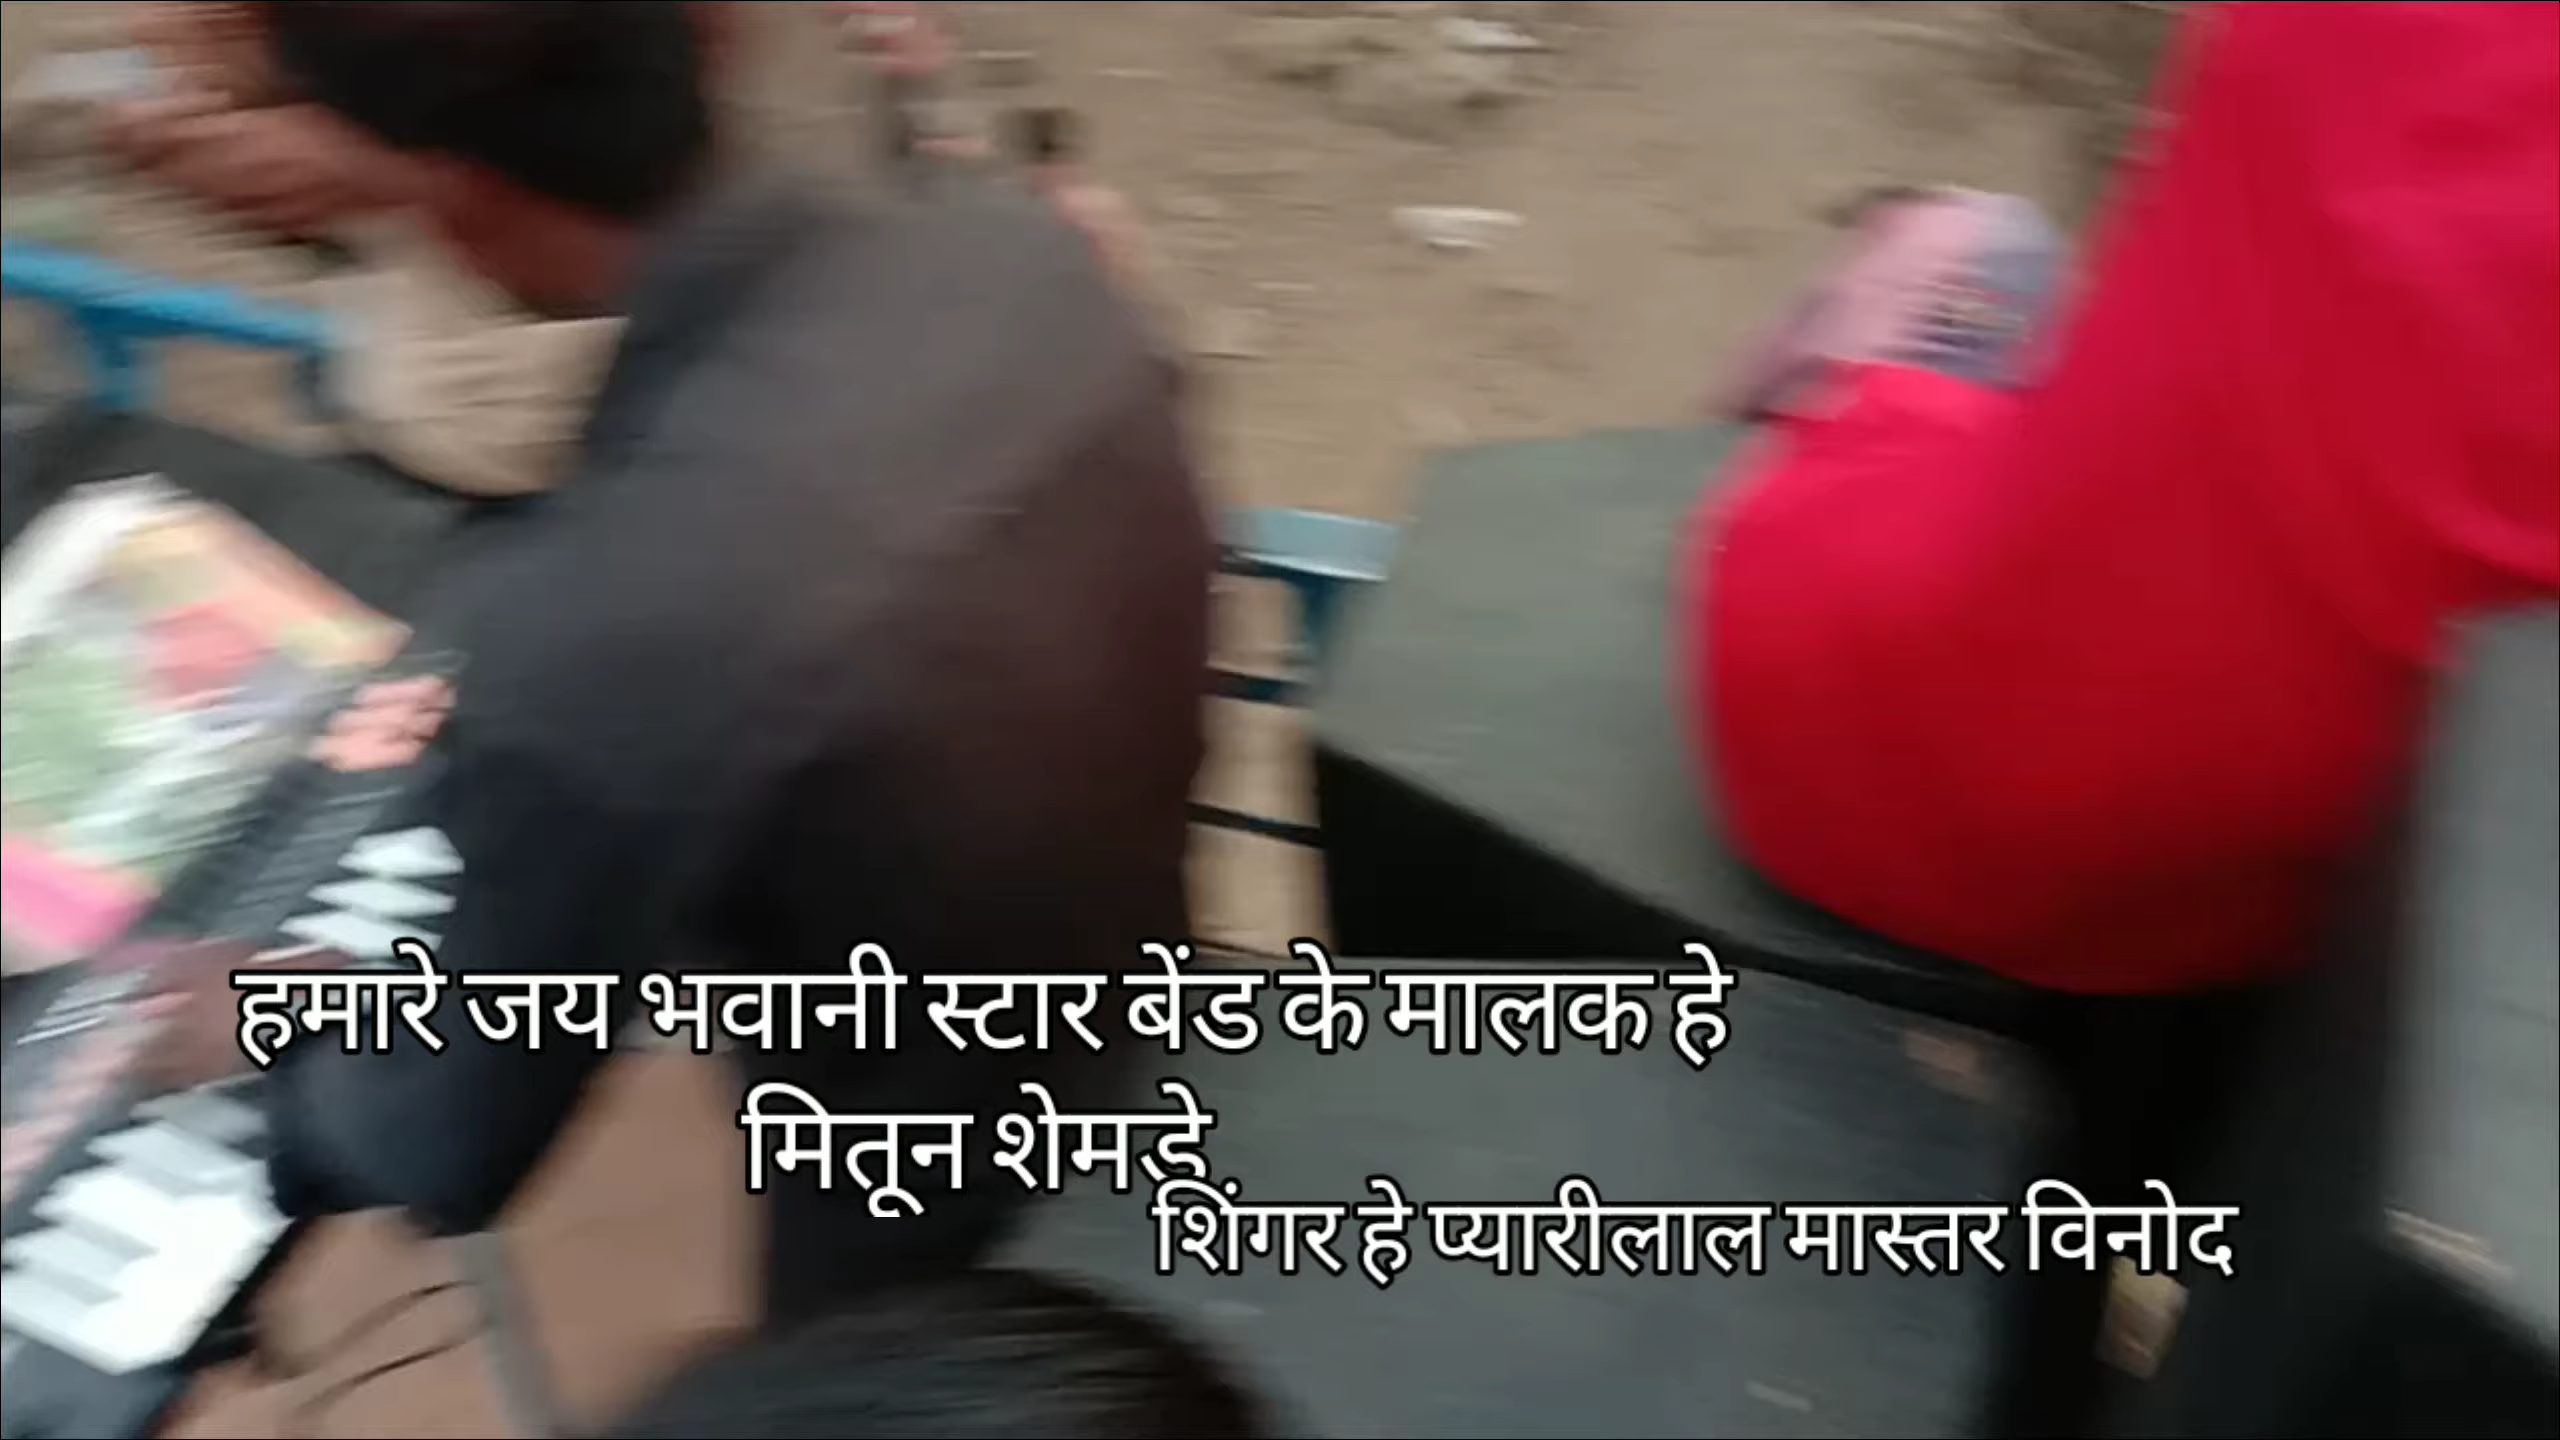 हमारे जय भवानी स्टार बेंड के मालक हे
मितून शेमडे
शिंगर हे प्यारीलाल मास्तर विनोद